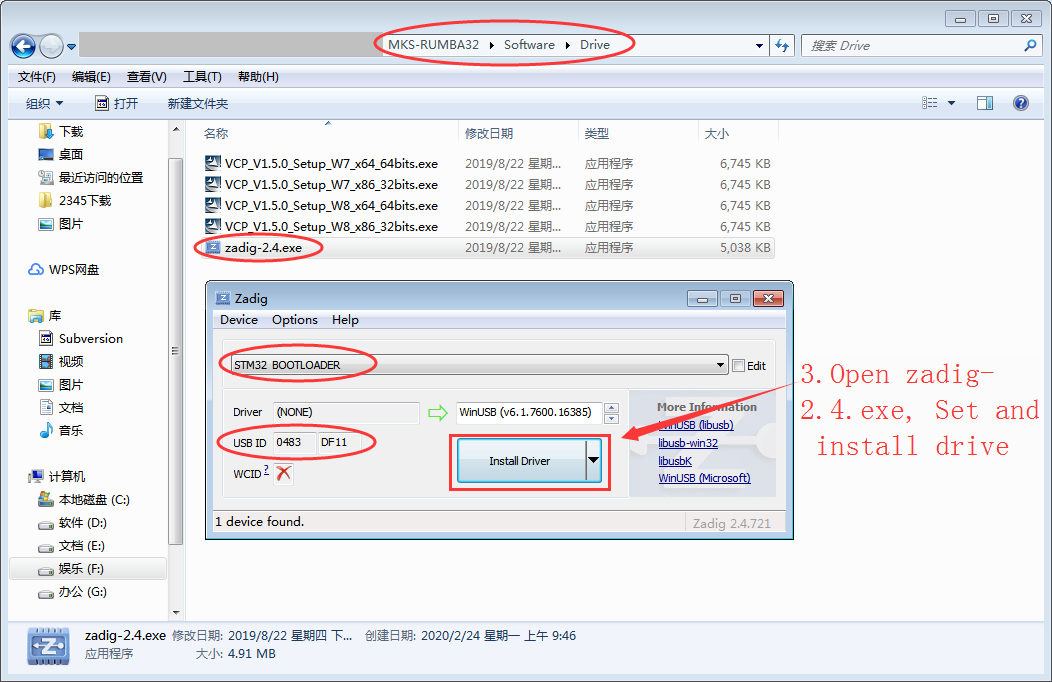 MKS-RUMBA32 Software Drive
搜索 Drive
文件(F) 编辑(E) 查看(V) 工具(T) 帮助(H)
组织 打开 新建文件夹
下载
桌面
最近访问的位置
2345下载
图片
WPS网盘
库
Subversion
视频
图片
文档
音乐
计算机
本地磁盘 (C:)
软件 (D:)
文档 (E:)
娱乐 (F:)
办公 (G:)
名称 修改日期 类型 大小
VCP_V1.5.0_Setup_W7_x64_64bits.exe 2019/8/22 星期... 应用程序 6,745 KB
VCP_V1.5.0_Setup_W7_x86_32bits.exe 2019/8/22 星期... 应用程序 6,745 KB
VCP_V1.5.0_Setup_W8_x64_64bits.exe 2019/8/22 星期... 应用程序 6,745 KB
VCP_V1.5.0_Setup_W8_x86_32bits.exe 2019/8/22 星期... 应用程序 6,745 KB
zadig-2.4.exe 2019/8/22 星期... 应用程序 5,038 KB
Zadig
Device Options Help
STM32 BOOTLOADER Edit
Driver (NONE) WinUSB (v6.1.7600.16385)
USB ID 0483 DF11
WCID ?
Install Driver
More Information
WinUSB (libusb)
libusb-win32
libusbK
WinUSB (Microsoft)
1 device found. Zadig 2.4.721
3.Open zadig-
2.4.exe, Set and
install drive
zadig-2.4.exe 修改日期: 2019/8/22 星期四 下... 创建日期: 2020/2/24 星期一 上午 9:46
应用程序 大小: 4.91 MB